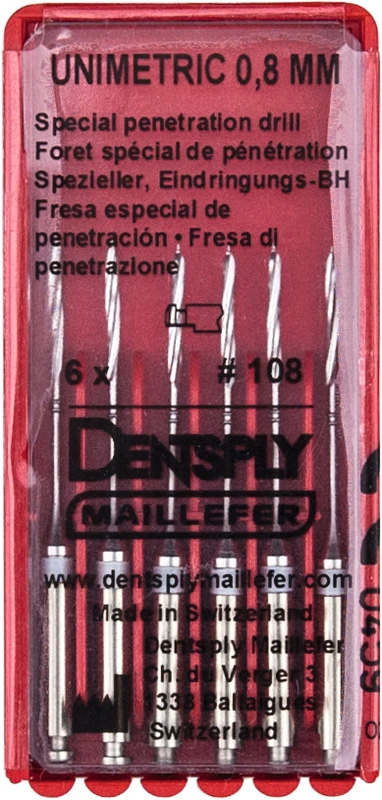 UNIMETRIC 0,8 MM
Special penetration drill
Foret spécial de pénétration
Spezieller, Eindringungs-BH
Fresa especial de
penetración • Fresa di
penetrazione
6 x # 108
DENTSPLY
MAILLEFER
www.dentsply-maillefer.com
Made in Switzerland
Dentsply Maillefer
Ch. du Verger 3
1338 Ballaigues
Switzerland
0459